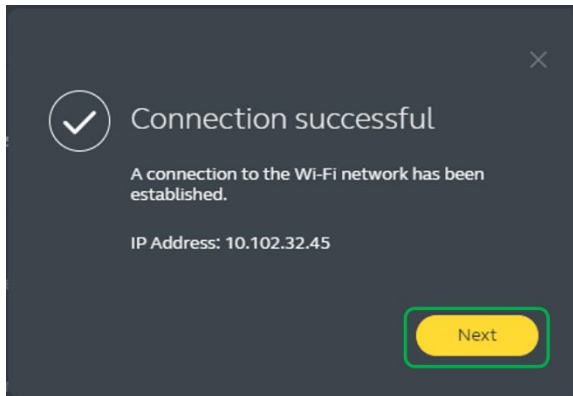 Connection successful
A connection to the Wi-Fi network has been
established.
IP Address: 10.102.32.45
Next